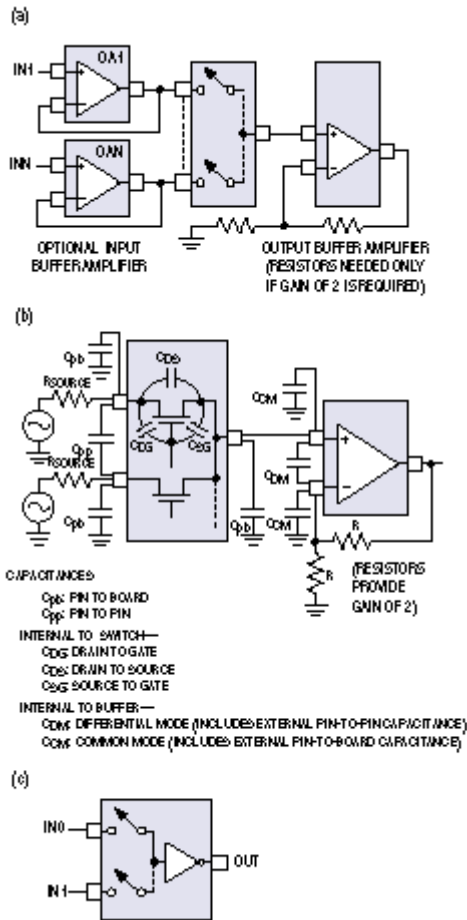 (a)
OA1
IN1
+
−
OAN
INN
+
−
+
−
OPTIONAL INPUT
BUFFER AMPLIFIER
OUTPUT BUFFER AMPLIFIER
(RESISTORS NEEDED ONLY
IF GAIN OF 2 IS REQUIRED)
(b)
Cpb
CDS
RSOURCE
CCM
CDG
CSG
+
Cpp
CDM
RSOURCE
−
Cpb
Cpb
CCM
R
R
(RESISTORS
PROVIDE
GAIN OF 2)
CAPACITANCES
Cpb: PIN TO BOARD
Cpp: PIN TO PIN
INTERNAL TO SWITCH—
CDG: DRAIN TO GATE
CDS: DRAIN TO SOURCE
CSG: SOURCE TO GATE
INTERNAL TO BUFFER—
CDM: DIFFERENTIAL MODE (INCLUDES EXTERNAL PIN-TO-PIN CAPACITANCE)
CCM: COMMON MODE (INCLUDES EXTERNAL PIN-TO-BOARD CAPACITANCE)
(c)
IN0
OUT
IN1